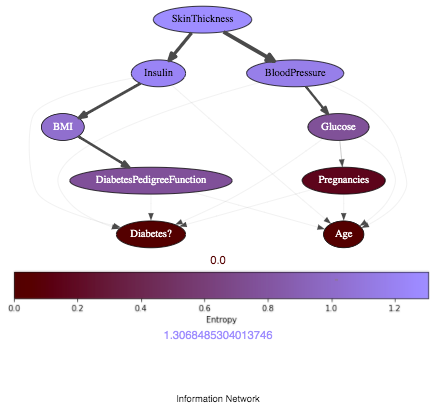 SkinThickness
Insulin
BloodPressure
BMI
Glucose
DiabetesPedigreeFunction
Pregnancies
Diabetes?
Age
0.0
0.0 0.2 0.4 0.6 0.8 1.0 1.2
Entropy
1.3068485304013746
Information Network